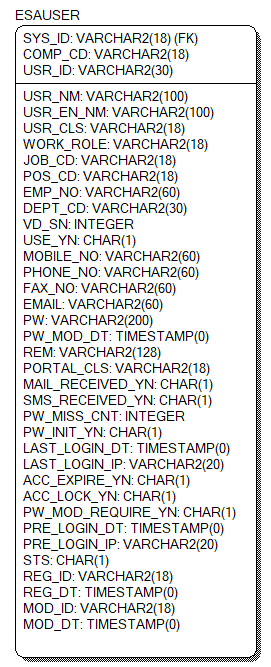 ESAUSER
SYS_ID: VARCHAR2(18) (FK)
COMP_CD: VARCHAR2(18)
USR_ID: VARCHAR2(30)
USR_NM: VARCHAR2(100)
USR_EN_NM: VARCHAR2(100)
USR_CLS: VARCHAR2(18)
WORK_ROLE: VARCHAR2(18)
JOB_CD: VARCHAR2(18)
POS_CD: VARCHAR2(18)
EMP_NO: VARCHAR2(60)
DEPT_CD: VARCHAR2(30)
VD_SN: INTEGER
USE_YN: CHAR(1)
MOBILE_NO: VARCHAR2(60)
PHONE_NO: VARCHAR2(60)
FAX_NO: VARCHAR2(60)
EMAIL: VARCHAR2(60)
PW: VARCHAR2(200)
PW_MOD_DT: TIMESTAMP(0)
REM: VARCHAR2(128)
PORTAL_CLS: VARCHAR2(18)
MAIL_RECEIVED_YN: CHAR(1)
SMS_RECEIVED_YN: CHAR(1)
PW_MISS_CNT: INTEGER
PW_INIT_YN: CHAR(1)
LAST_LOGIN_DT: TIMESTAMP(0)
LAST_LOGIN_IP: VARCHAR2(20)
ACC_EXPIRE_YN: CHAR(1)
ACC_LOCK_YN: CHAR(1)
PW_MOD_REQUIRE_YN: CHAR(1)
PRE_LOGIN_DT: TIMESTAMP(0)
PRE_LOGIN_IP: VARCHAR2(20)
STS: CHAR(1)
REG_ID: VARCHAR2(18)
REG_DT: TIMESTAMP(0)
MOD_ID: VARCHAR2(18)
MOD_DT: TIMESTAMP(0)